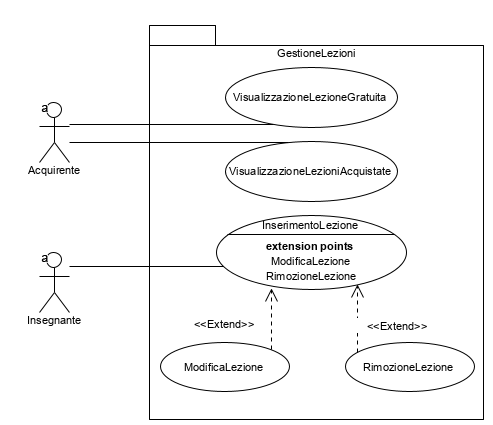 GestioneLezioni
VisualizzazioneLezioneGratuita
a
Acquirente
VisualizzazioneLezioniAcquistate
InserimentoLezione
extension points
ModificaLezione
RimozioneLezione
a
Insegnante
<<Extend>>
<<Extend>>
ModificaLezione
RimozioneLezione